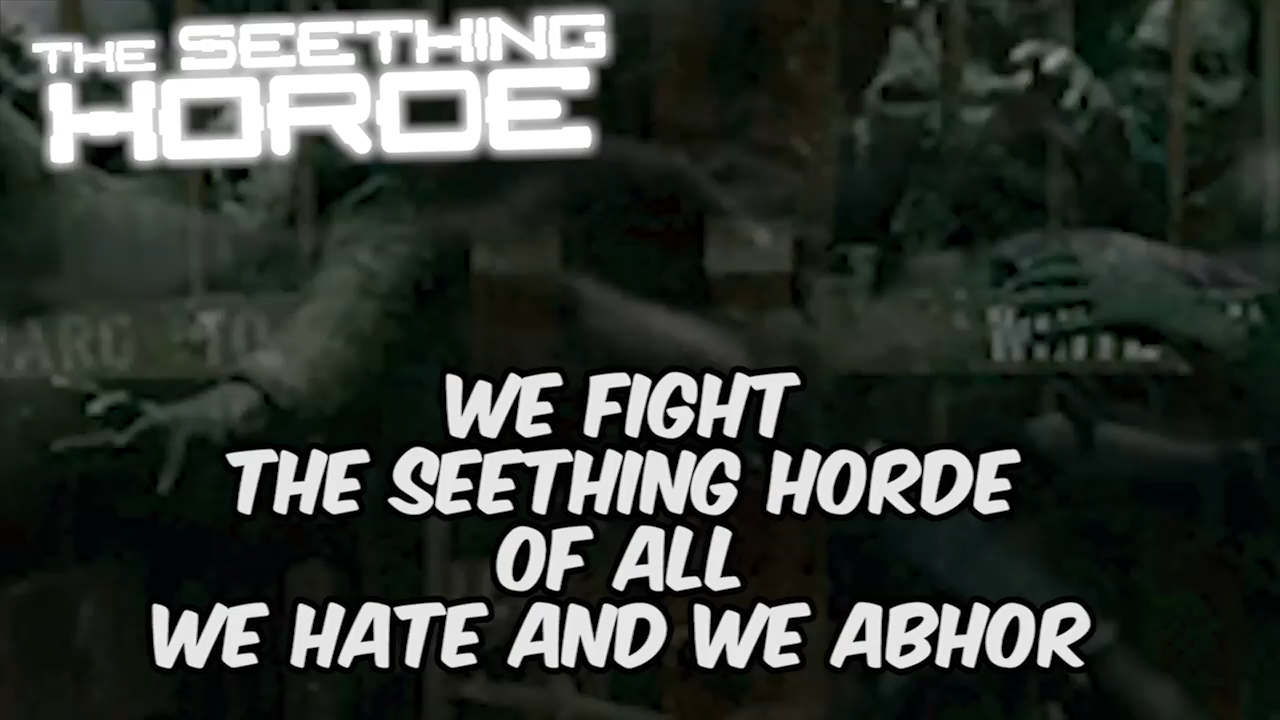 THE SEETHING
HORDE
WE FIGHT
THE SEETHING HORDE
OF ALL
WE HATE AND WE ABHOR